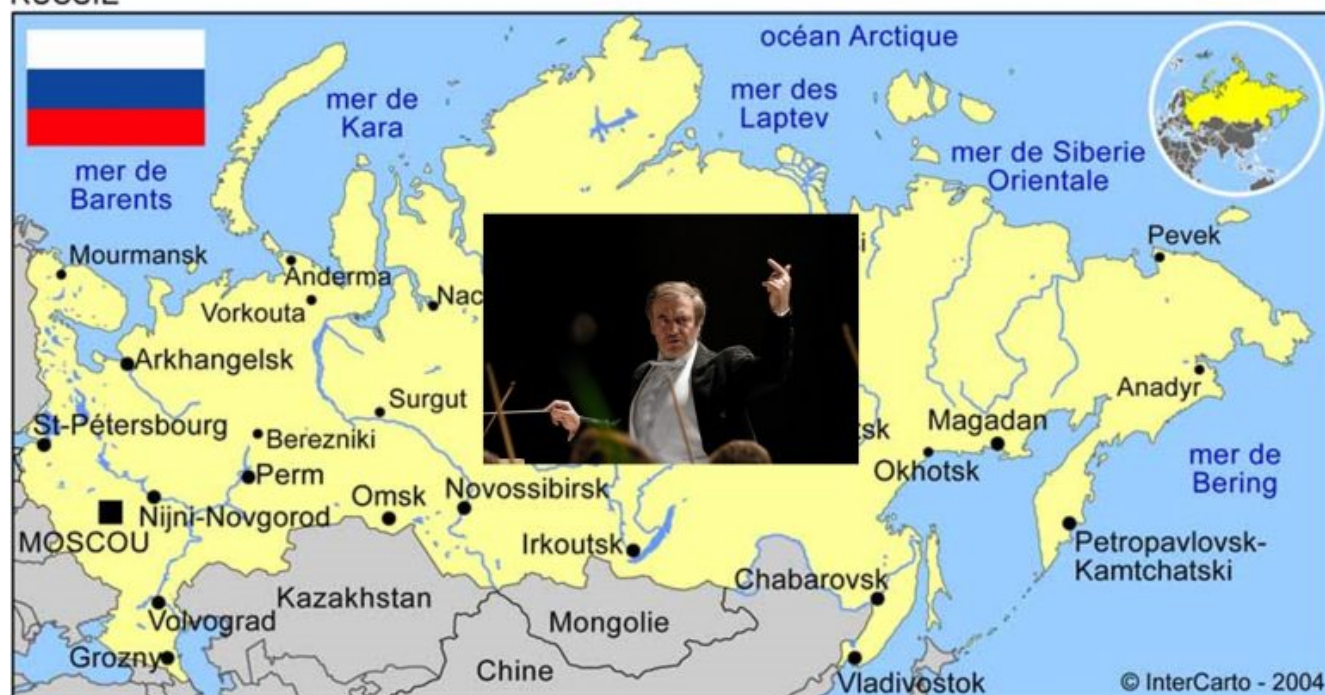 océan Arctique
mer de
Kara
mer des
Laptev
mer de Siberie
Orientale
mer de
Barents
Mourmansk
Pevek
Anderma
Vorkouta
Nac
Arkhangelsk
Anadyr
Surgut
St-Pétersbourg
Magadan
Berezniki
tsk
Okhotsk
mer de
Bering
Perm
Omsk
Novossibirsk
Nijni-Novgorod
MOSCOU
Irkoutsk
Petropavlovsk-
Kamtchatski
Chabarovsk
Kazakhstan
Volvograd
Mongolie
Grozny
Chine
Vladivostok
© InterCarto - 2004